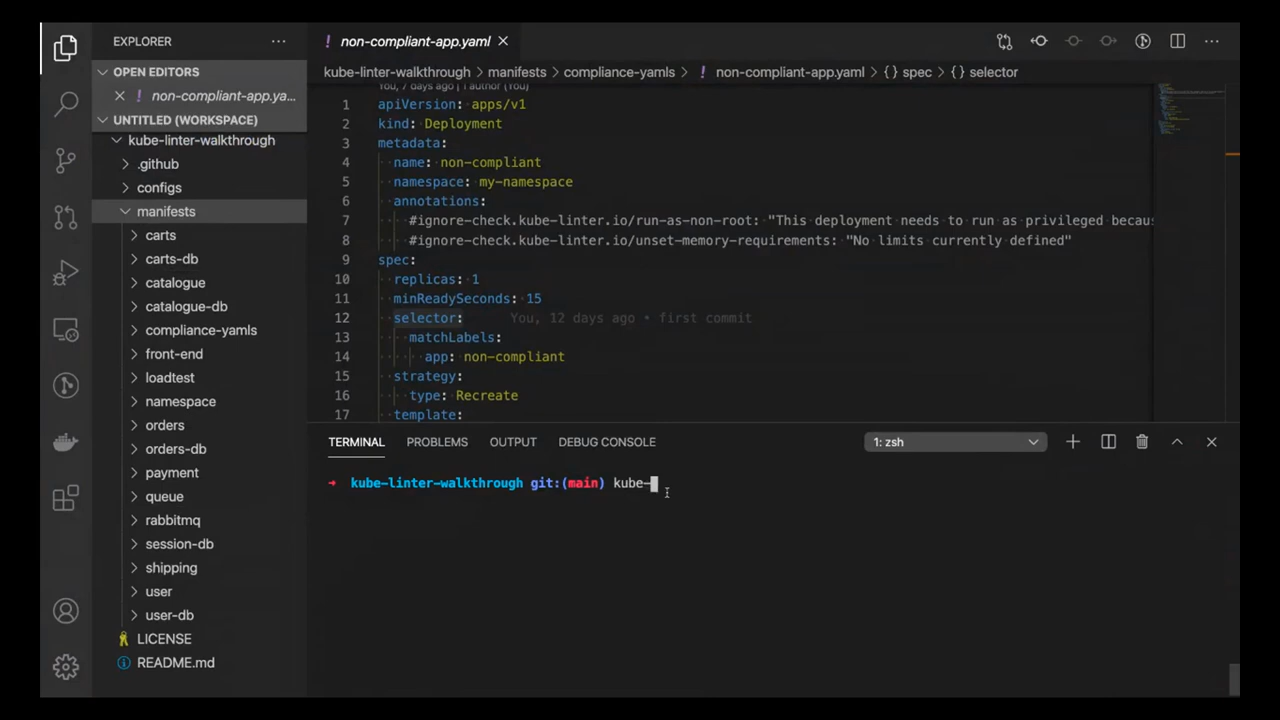 EXPLORER
OPEN EDITORS
non-compliant-app.ya...
UNTITLED (WORKSPACE)
kube-linter-walkthrough
.github
configs
manifests
carts
carts-db
catalogue
catalogue-db
compliance-yamls
front-end
loadtest
namespace
orders
orders-db
payment
queue
rabbitmq
session-db
shipping
user
user-db
LICENSE
README.md
! non-compliant-app.yaml
kube-linter-walkthrough > manifests > compliance-yamls > ! non-compliant-app.yaml > {} spec > {} selector
You, 7 days ago | 1 author (You)
1 apiVersion: apps/v1
2 kind: Deployment
3 metadata:
4 name: non-compliant
5 namespace: my-namespace
6 annotations:
7 #ignore-check.kube-linter.io/run-as-non-root: "This deployment needs to run as privileged becaus
8 #ignore-check.kube-linter.io/unset-memory-requirements: "No limits currently defined"
9 spec:
10 replicas: 1
11 minReadySeconds: 15
12 selector: You, 12 days ago • first commit
13 matchLabels:
14 app: non-compliant
15 strategy:
16 type: Recreate
17 template:
TERMINAL PROBLEMS OUTPUT DEBUG CONSOLE 1: zsh
→ kube-linter-walkthrough git:(main) kube-